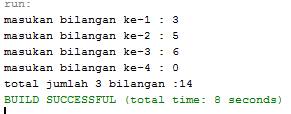 run:
masukan bilangan ke-1 : 3
masukan bilangan ke-2 : 5
masukan bilangan ke-3 : 6
masukan bilangan ke-4 : 0
total jumlah 3 bilangan :14
BUILD SUCCESSFUL (total time: 8 seconds)